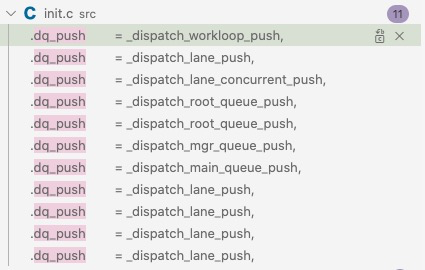 init.c src 11
.dq_push = _dispatch_workloop_push,
.dq_push = _dispatch_lane_push,
.dq_push = _dispatch_lane_concurrent_push,
.dq_push = _dispatch_root_queue_push,
.dq_push = _dispatch_root_queue_push,
.dq_push = _dispatch_mgr_queue_push,
.dq_push = _dispatch_main_queue_push,
.dq_push = _dispatch_lane_push,
.dq_push = _dispatch_lane_push,
.dq_push = _dispatch_lane_push,
.dq_push = _dispatch_lane_push,